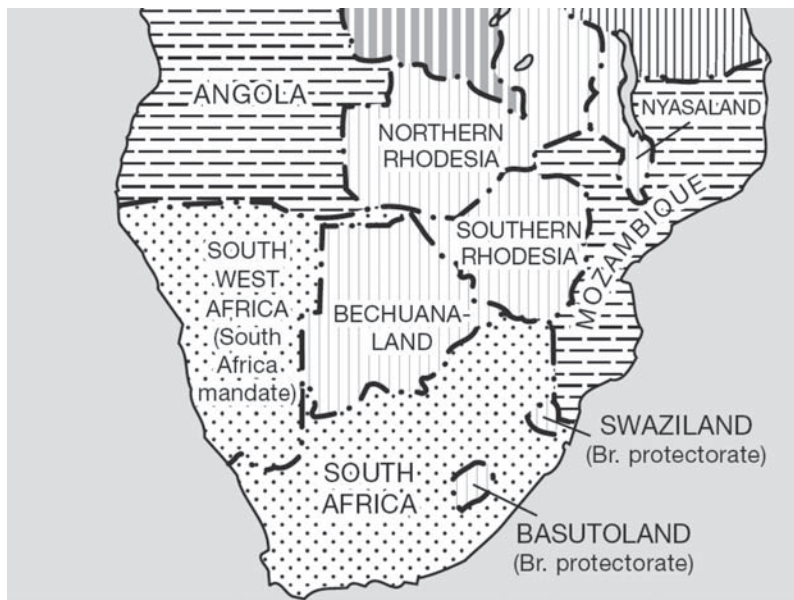 ANGOLA
NYASALAND
NORTHERN
RHODESIA
MOZAMBIQUE
SOUTH
WEST
AFRICA
(South
Africa
mandate)
SOUTHERN
RHODESIA
BECHUANA-
LAND
SWAZILAND
(Br. protectorate)
SOUTH
AFRICA
BASUTOLAND
(Br. protectorate)